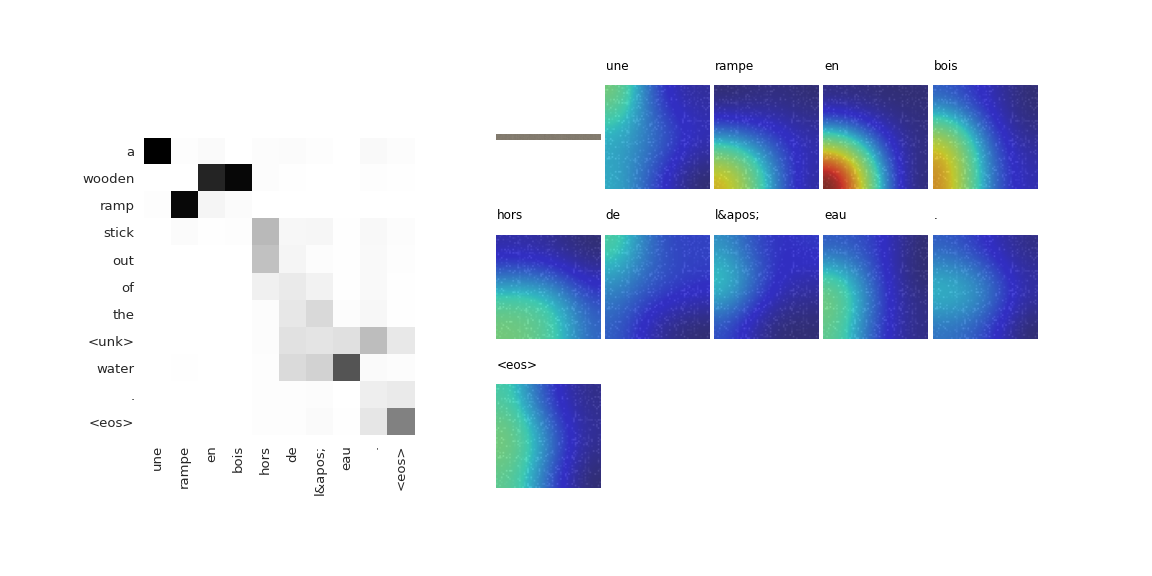 a
wooden
ramp
stick
out
of
the
<unk>
water
.
<eos>
une
rampe
en
bois
hors
de
l&apos;
eau
.
<eos>
une rampe en bois
hors de l&apos; eau .
<eos>